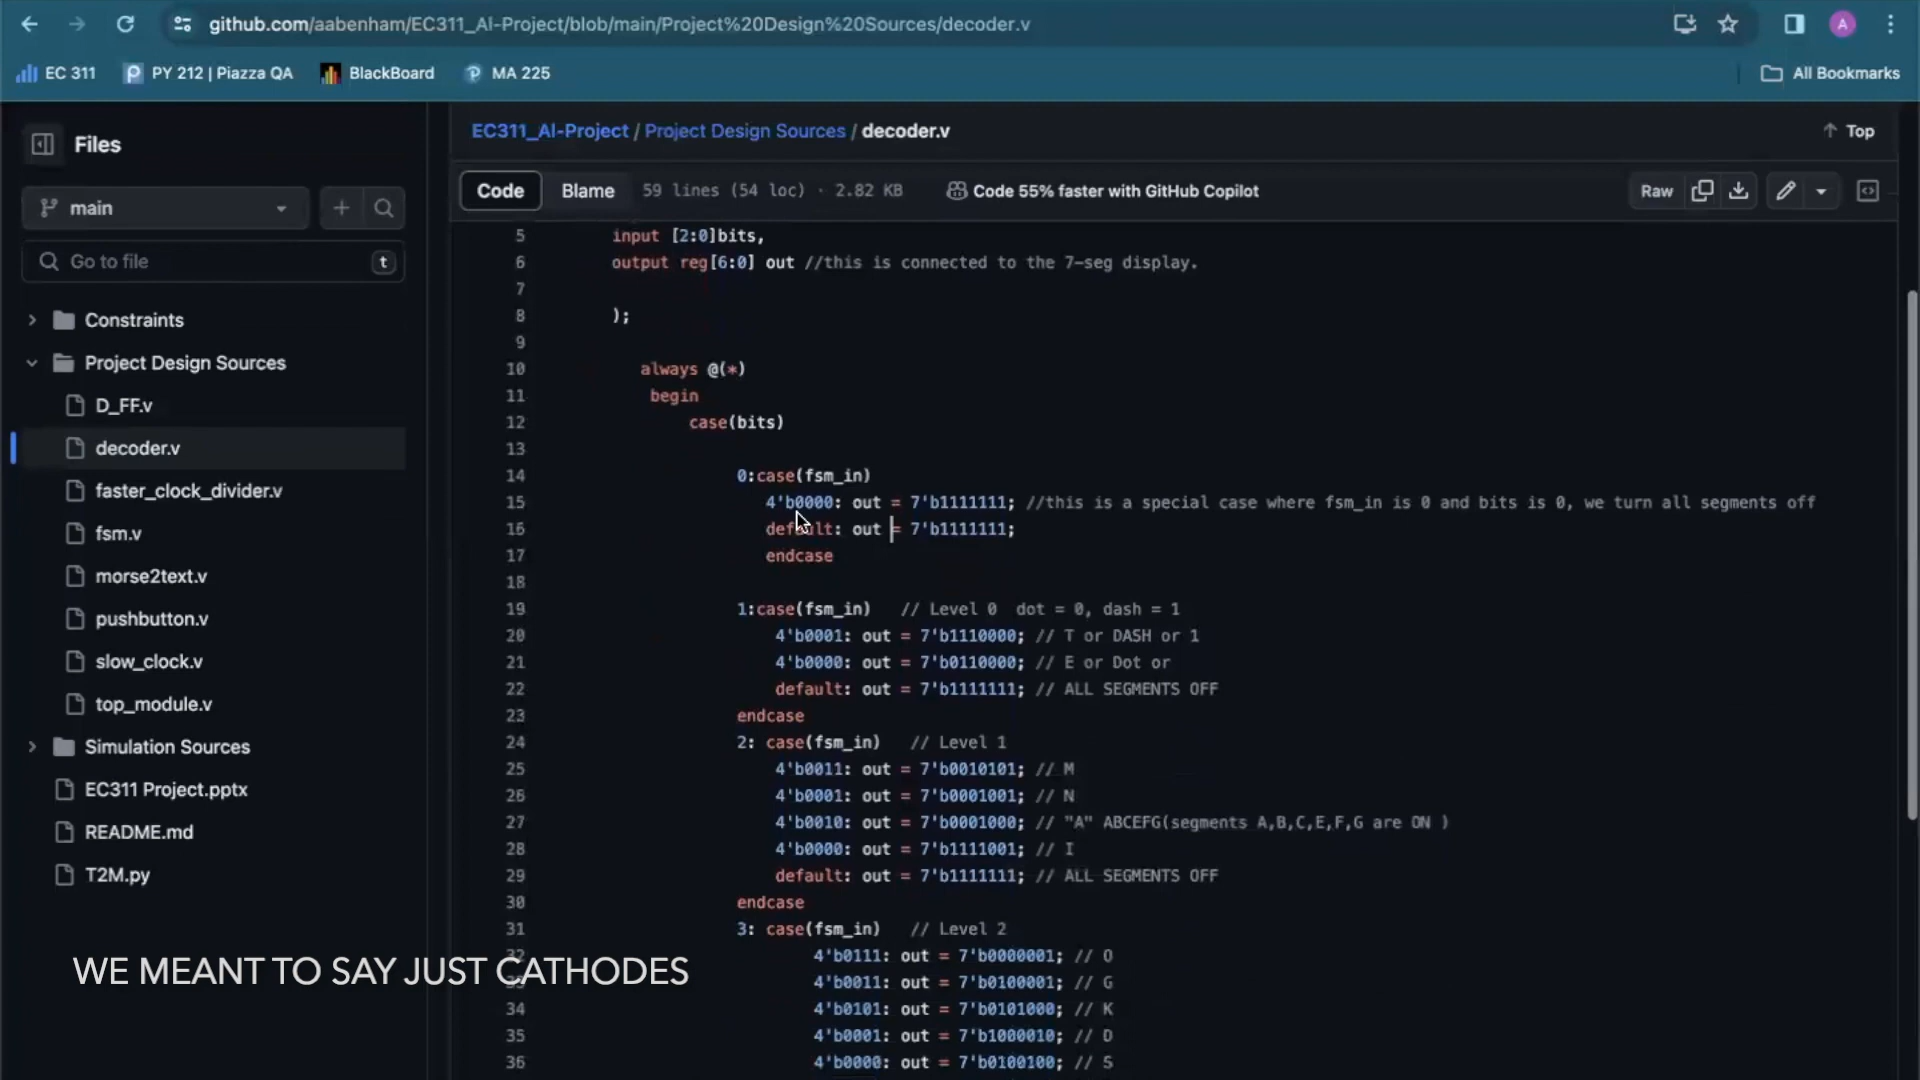 github.com/aabenham/EC311_AI-Project/blob/main/Project%20Design%20Sources/decoder.v
A
EC 311
PY 212 | Piazza QA
BlackBoard
MA 225
All Bookmarks
Files
EC311_AI-Project / Project Design Sources / decoder.v
Top
main
Code
Blame
59 lines (54 loc) · 2.82 KB
Code 55% faster with GitHub Copilot
Raw
Go to file
t
Constraints
Project Design Sources
D_FF.v
decoder.v
faster_clock_divider.v
fsm.v
morse2text.v
pushbutton.v
slow_clock.v
top_module.v
Simulation Sources
EC311 Project.pptx
README.md
T2M.py
5 input [2:0]bits,
6 output reg[6:0] out //this is connected to the 7-seg display.
7
8 );
9
10 always @(*)
11 begin
12 case(bits)
13
14 0:case(fsm_in)
15 4'b0000: out = 7'b1111111; //this is a special case where fsm_in is 0 and bits is 0, we turn all segments off
16 default: out = 7'b1111111;
17 endcase
18
19 1:case(fsm_in) // Level 0 dot = 0, dash = 1
20 4'b0001: out = 7'b1110000; // T or DASH or 1
21 4'b0000: out = 7'b0110000; // E or Dot or
22 default: out = 7'b1111111; // ALL SEGMENTS OFF
23 endcase
24 2: case(fsm_in) // Level 1
25 4'b0011: out = 7'b0010101; // M
26 4'b0001: out = 7'b0001001; // N
27 4'b0010: out = 7'b0001000; // "A" ABCEFG(segments A,B,C,E,F,G are ON )
28 4'b0000: out = 7'b1111001; // I
29 default: out = 7'b1111111; // ALL SEGMENTS OFF
30 endcase
31 3: case(fsm_in) // Level 2
32 4'b0111: out = 7'b0000001; // O
33 4'b0011: out = 7'b0100001; // G
34 4'b0101: out = 7'b0101000; // K
35 4'b0001: out = 7'b1000010; // D
36 4'b0000: out = 7'b0100100; // S
WE MEANT TO SAY JUST CATHODES